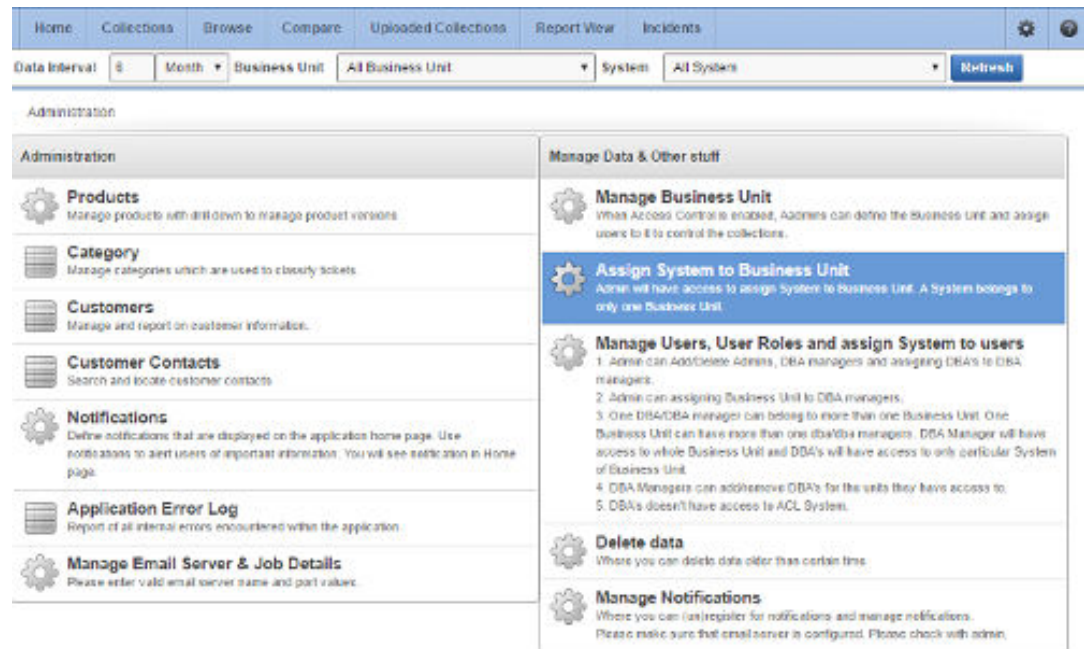 Home Collections Browse Compare Uploaded Collections Report View Incidents
Data Interval 6 Month Business Unit All Business Unit System All System Refresh
Administration
Administration
Products
Manage products with drill down to manage product versions
Category
Manage categories which are used to classify tickets
Customers
Manage and report on customer information.
Customer Contacts
Search and locate customer contacts
Notifications
Define notifications that are displayed on the application home page. Use
notifications to alert users of important information. You will see notification in Home
page.
Application Error Log
Report of all internal errors encountered within the application.
Manage Email Server & Job Details
Please enter valid email server name and port values.
Manage Data & Other stuff
Manage Business Unit
When Access Control is enabled, Aadmins can define the Business Unit and assign
users to it to control the collections.
Assign System to Business Unit
Admin will have access to assign System to Business Unit. A System belongs to
only one Business Unit.
Manage Users, User Roles and assign System to users
1. Admin can Add/Delete Admins, DBA managers and assigning DBA's to DBA
managers.
2. Admin can assigning Business Unit to DBA managers.
3. One DBA/DBA manager can belong to more than one Business Unit. One
Business Unit can have more than one dba/dba managers. DBA Manager will have
access to whole Business Unit and DBA's will have access to only particular System
of Business Unit
4. DBA Managers can add/remove DBA's for the units they have access to.
5. DBA's doesn't have access to ACL System.
Delete data
Where you can delete data older than certain time
Manage Notifications
Where you can (un)register for notifications and manage notifications.
Please make sure that email server is configured. Please check with admin.